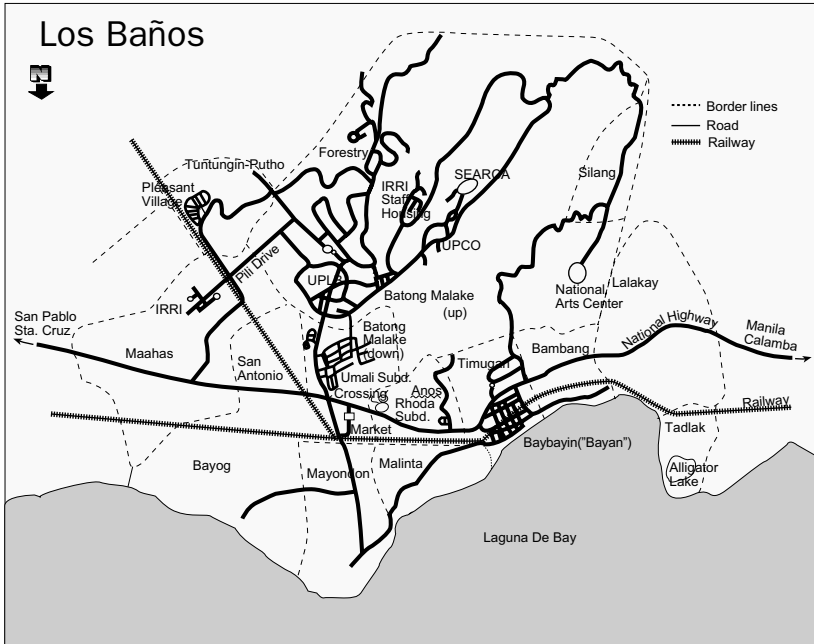 Los Baños
N
Border lines
Road
Railway
Tuntungin-Putho
Forestry
Pleasant
Village
IRRI
Staff
Housing
SEARCA
Silang
UPCO
Pili Drive
UPLB
IRRI
National
Arts Center
Lalakay
Batong Malake
(up)
San Pablo
Sta. Cruz
Maahas
San
Antonio
Batong
Malake
(down)
Umali Subd.
Crossing
Anos
Rhoda
Subd.
Timugan
Bambang
National Highway
Manila
Calamba
Railway
Market
Tadlak
Baybayin("Bayan")
Bayog
Mayondon
Malinta
Alligator
Lake
Laguna De Bay